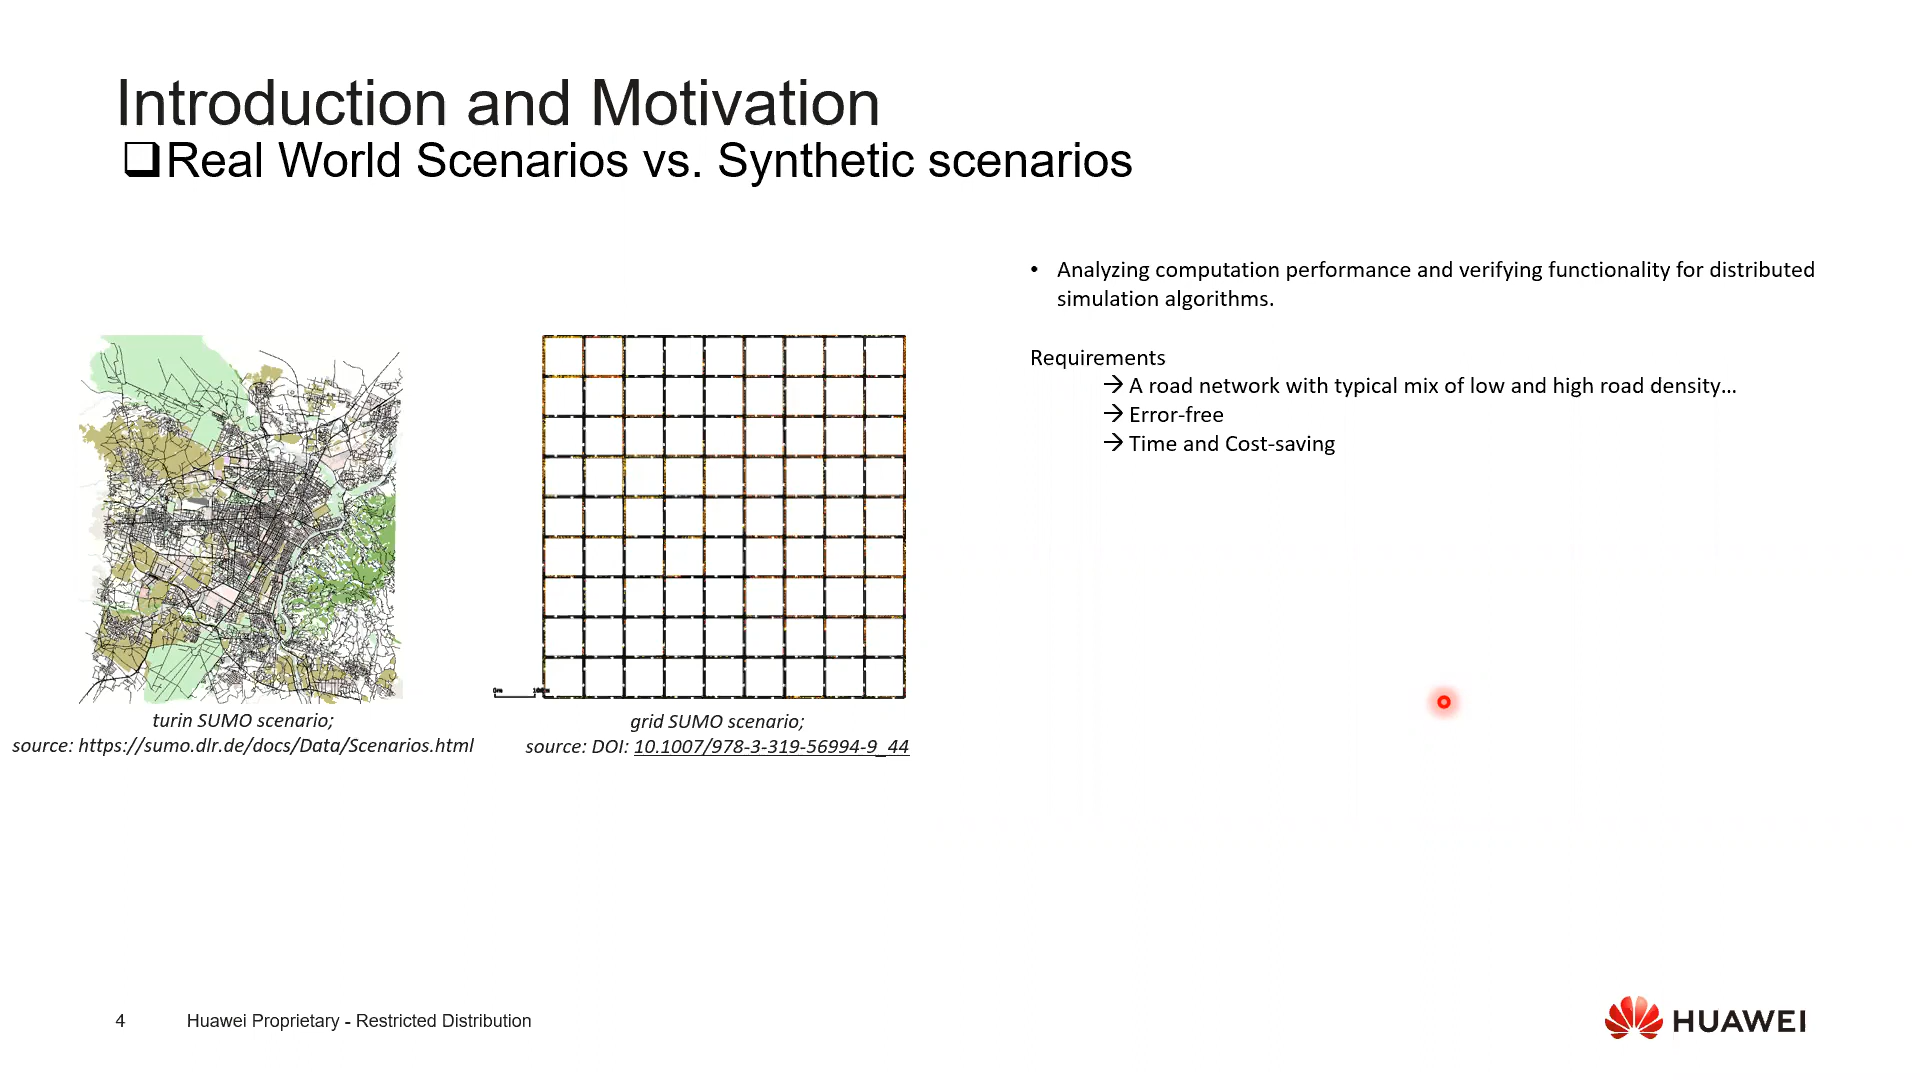 Introduction and Motivation
❑Real World Scenarios vs. Synthetic scenarios
• Analyzing computation performance and verifying functionality for distributed
simulation algorithms.
Requirements
→ A road network with typical mix of low and high road density…
→ Error-free
→ Time and Cost-saving
turin SUMO scenario;
source: https://sumo.dlr.de/docs/Data/Scenarios.html
grid SUMO scenario;
source: DOI: 10.1007/978-3-319-56994-9_44
4
Huawei Proprietary - Restricted Distribution
HUAWEI